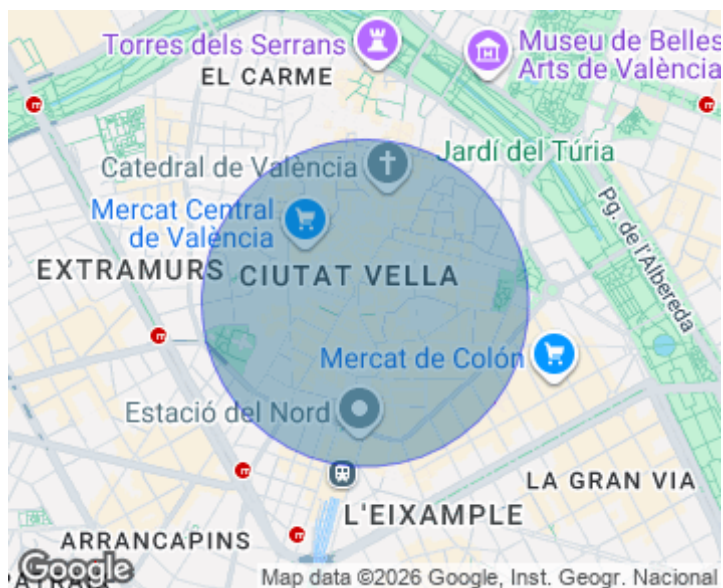 Torres dels Serrans
EL CARME
Museu de Belles
Arts de València
Catedral de València
Jardí del Túria
Mercat Central
de València
Pg. de l'Albereda
EXTRAMURS
CIUTAT VELLA
Mercat de Colón
Estació del Nord
LA GRAN VIA
L'EIXAMPLE
ARRANCAPINS
Google
Map data ©2026 Google, Inst. Geogr. Nacional